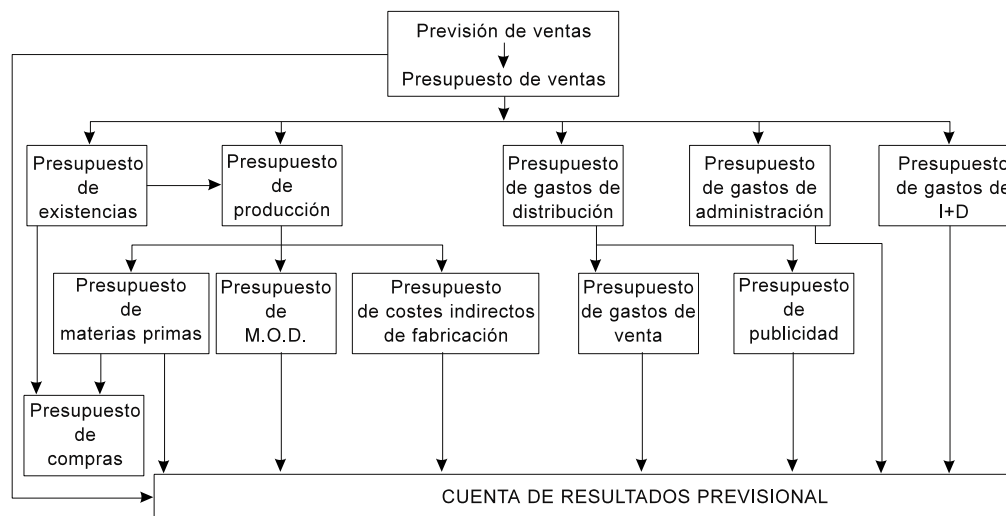 Previsión de ventas
Presupuesto de ventas
Presupuesto
de
existencias
Presupuesto
de
producción
Presupuesto
de gastos de
distribución
Presupuesto
de gastos de
administración
Presupuesto
de gastos de
I+D
Presupuesto
de
materias primas
Presupuesto
de
M.O.D.
Presupuesto
de costes indirectos
de fabricación
Presupuesto
de gastos de
venta
Presupuesto
de
publicidad
Presupuesto
de
compras
CUENTA DE RESULTADOS PREVISIONAL